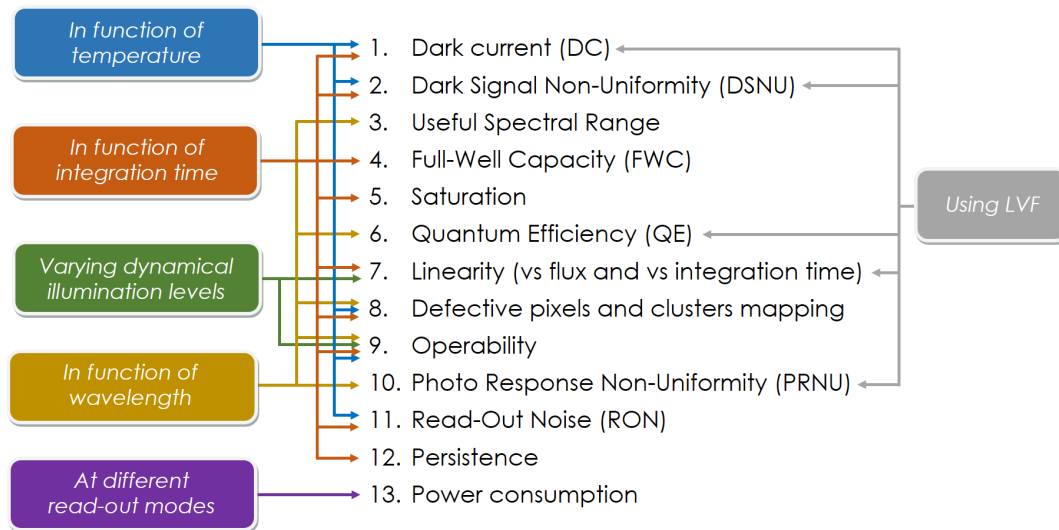 In function of
temperature
In function of
integration time
Varying dynamical
illumination levels
In function of
wavelength
At different
read-out modes
1. Dark current (DC)
2. Dark Signal Non-Uniformity (DSNU)
3. Useful Spectral Range
4. Full-Well Capacity (FWC)
5. Saturation
6. Quantum Efficiency (QE)
7. Linearity (vs flux and vs integration time)
8. Defective pixels and clusters mapping
9. Operability
10. Photo Response Non-Uniformity (PRNU)
11. Read-Out Noise (RON)
12. Persistence
13. Power consumption
Using LVF